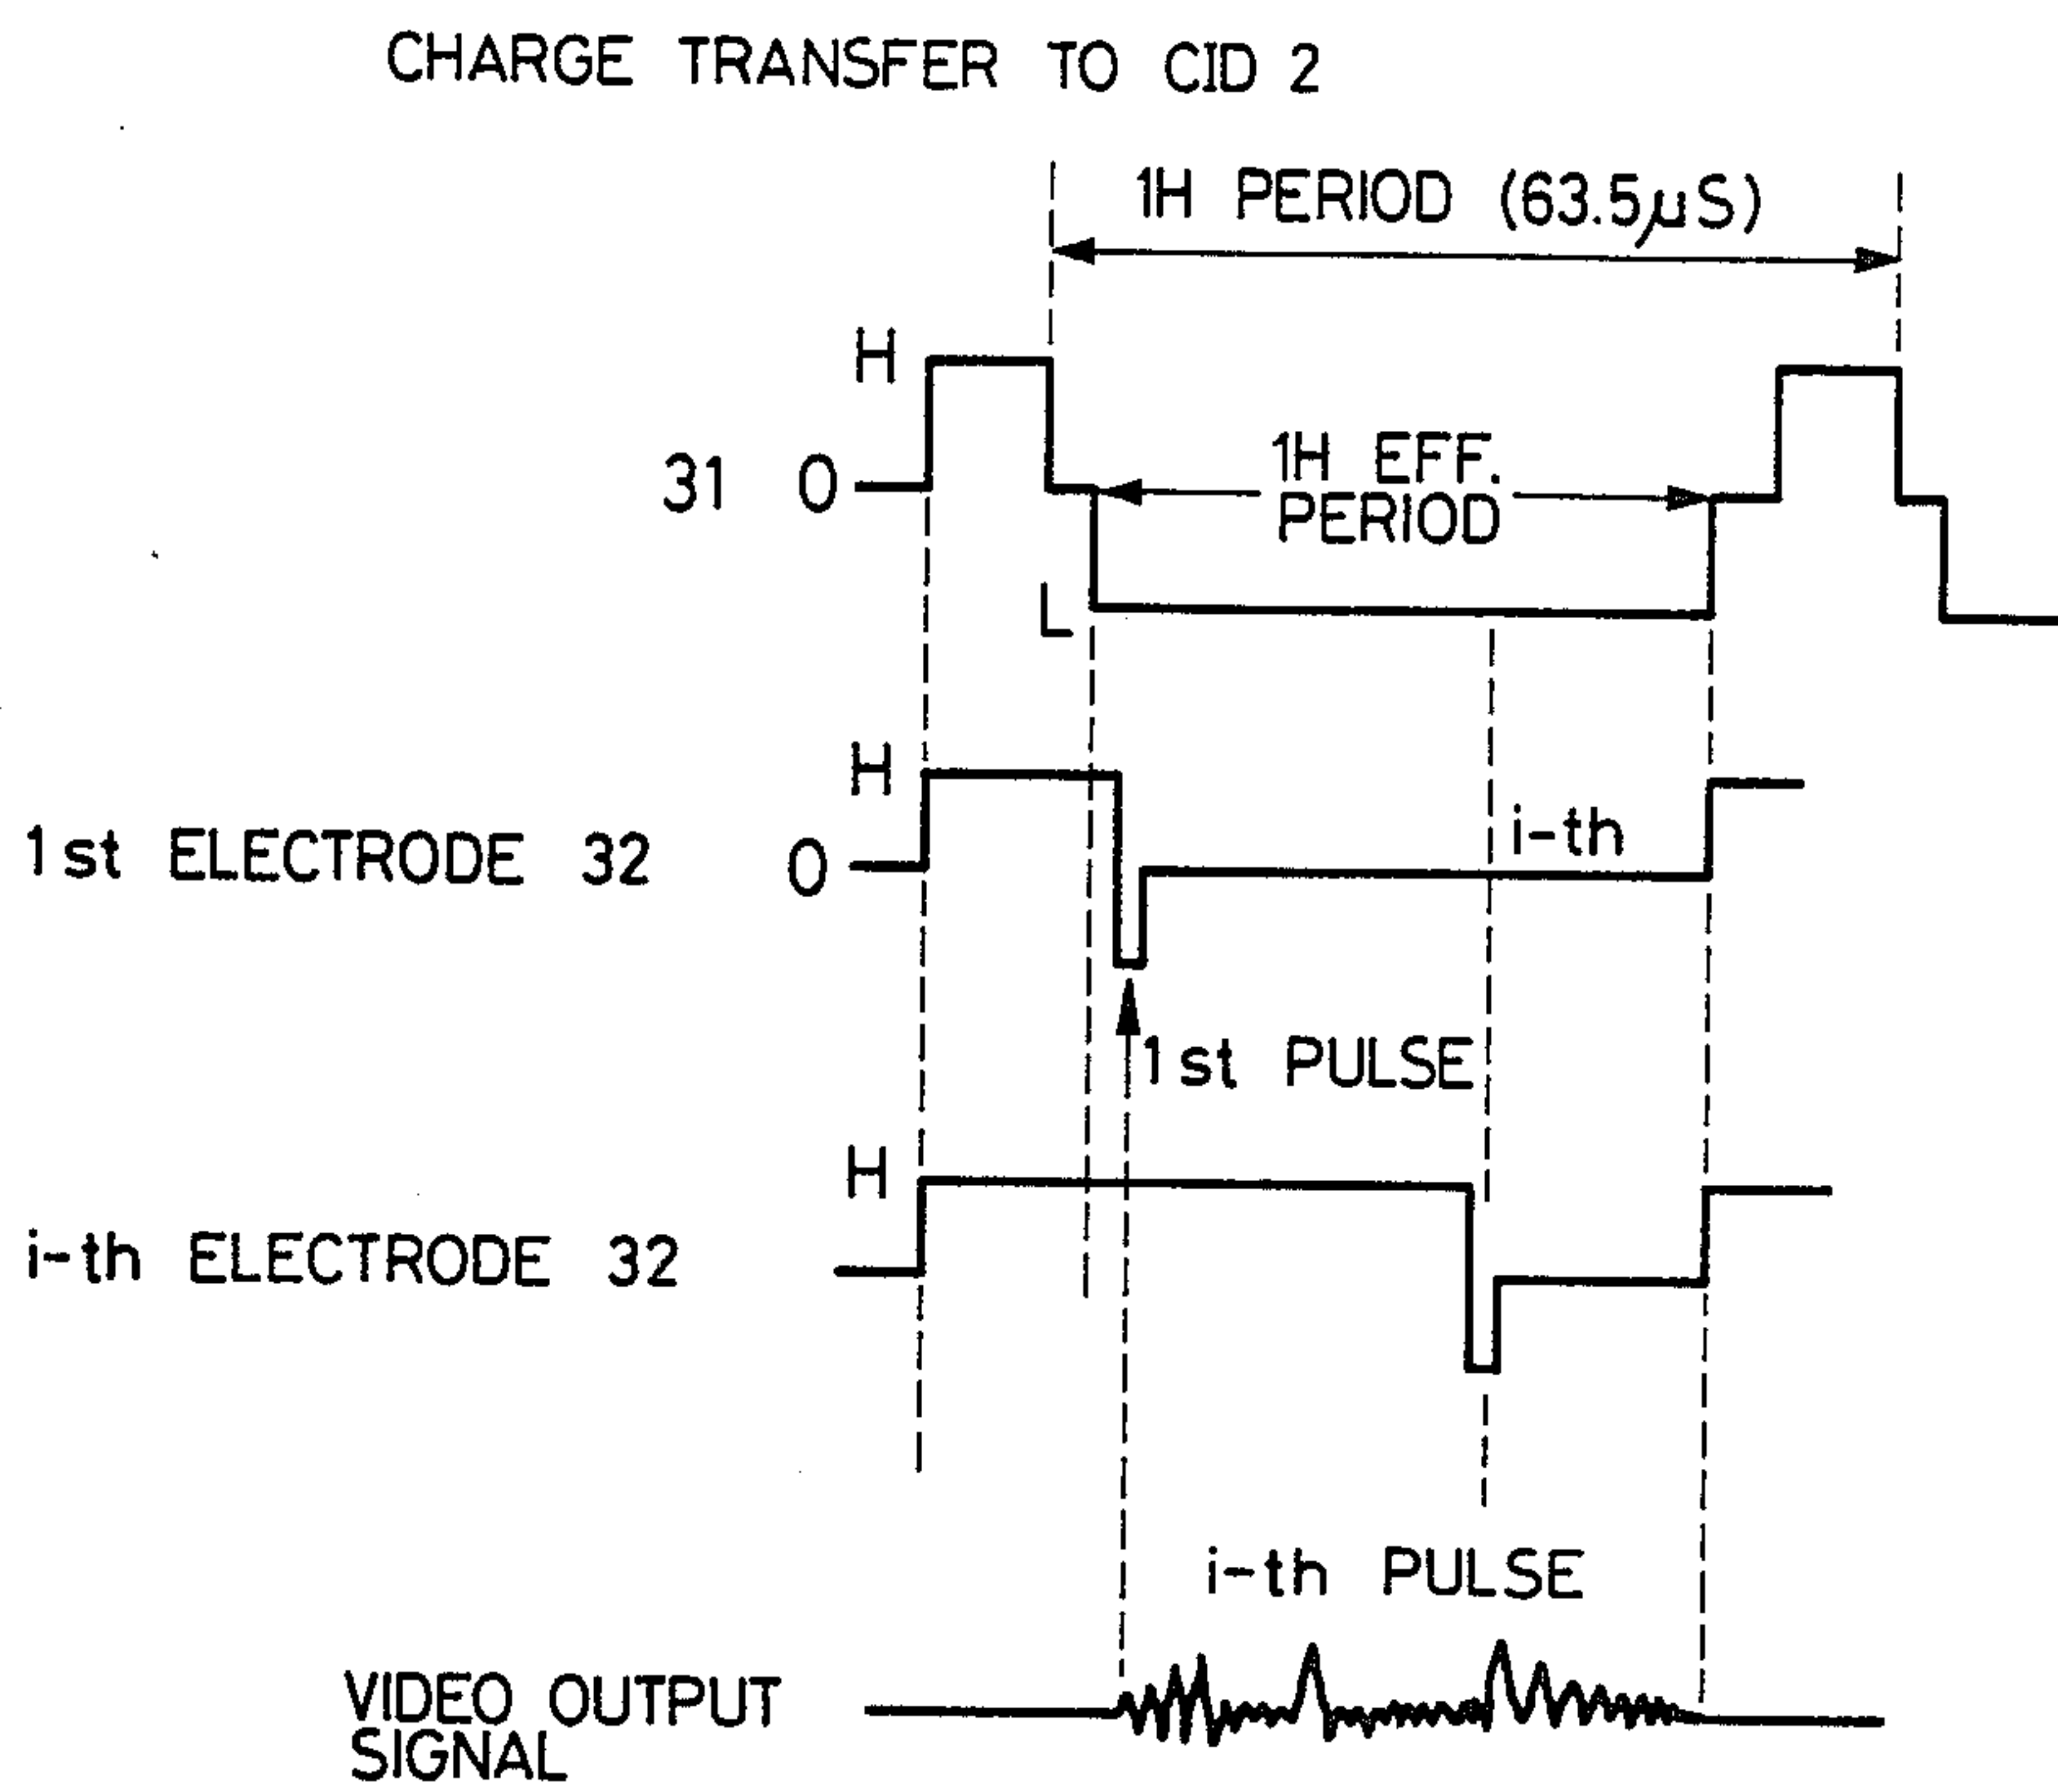 CHARGE TRANSFER TO CID 2
1H PERIOD (63.5µS)
H
31 0
1H EFF.
PERIOD
L
H
1st ELECTRODE 32 0
i-th
1st PULSE
H
i-th ELECTRODE 32
i-th PULSE
VIDEO OUTPUT
SIGNAL